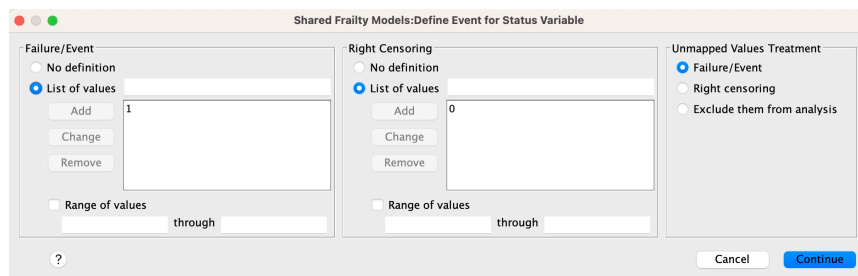 Shared Frailty Models:Define Event for Status Variable
Failure/Event
No definition
List of values
Add
Change
Remove
1
Range of values
through
Right Censoring
No definition
List of values
Add
Change
Remove
0
Range of values
through
Unmapped Values Treatment
Failure/Event
Right censoring
Exclude them from analysis
?
Cancel
Continue